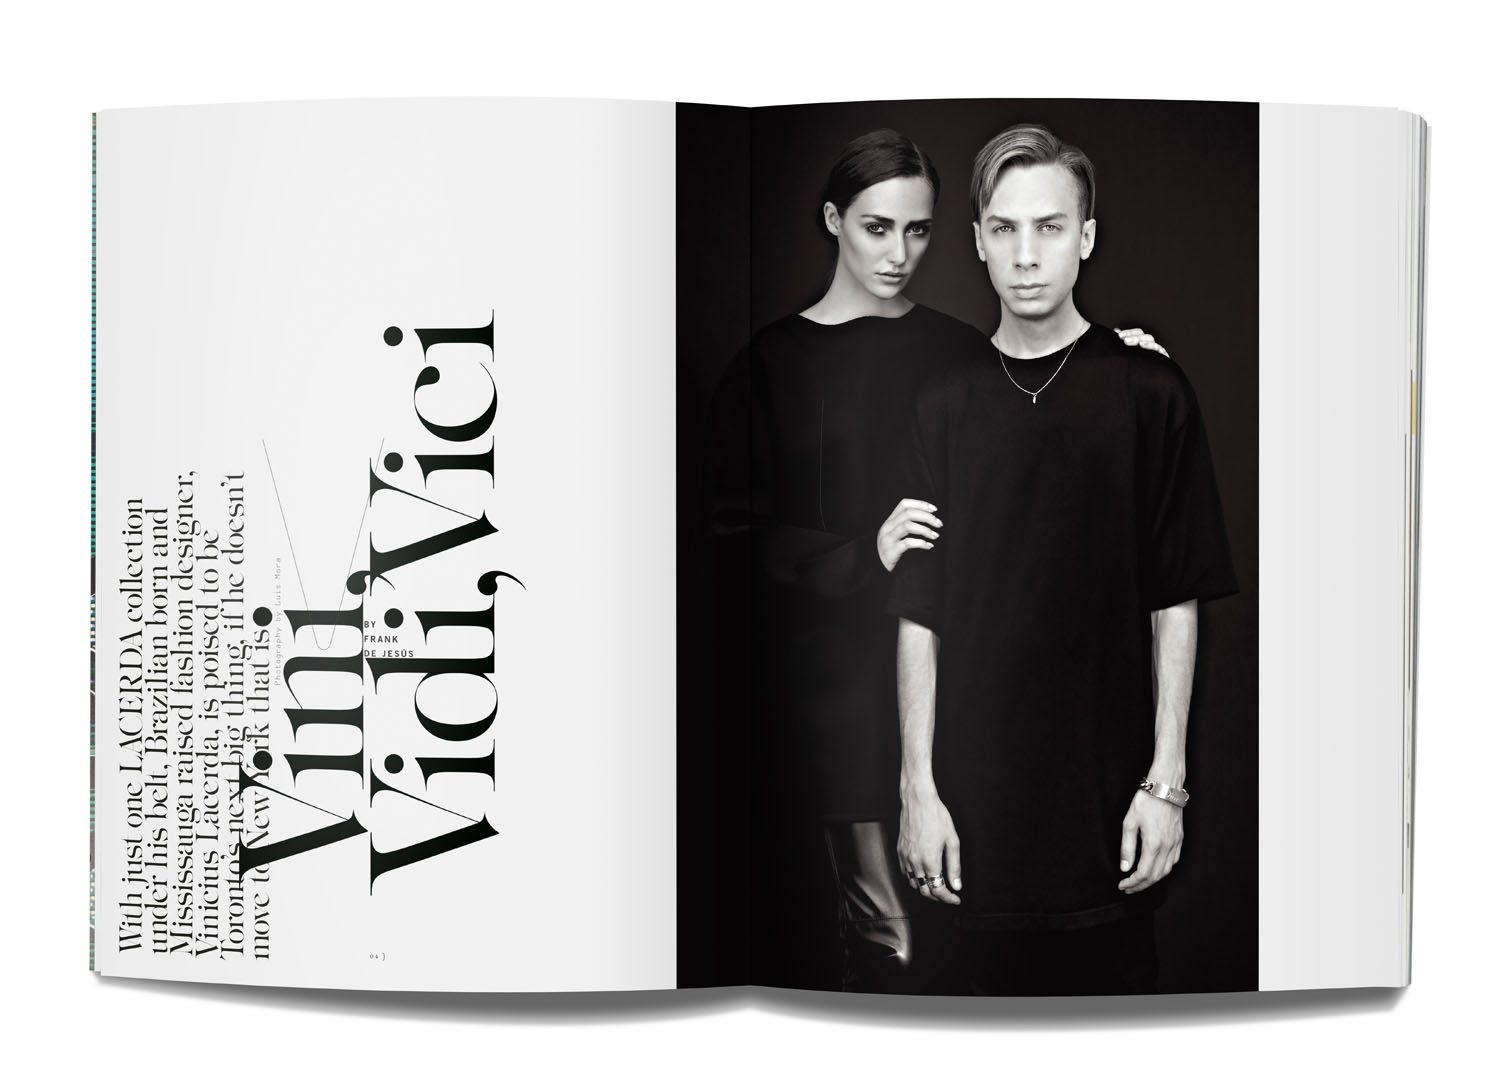 With just one LACERDA collection
under his belt, Brazilian born and
Mississauga raised fashion designer,
Vinicius Lacerda, is poised to be
Toronto's next big thing, if he doesn't
move to New York that is.
Photography by Luis Mora
Vini,
Vidi, Vici
BY
FRANK
DE JESÚS
04 }